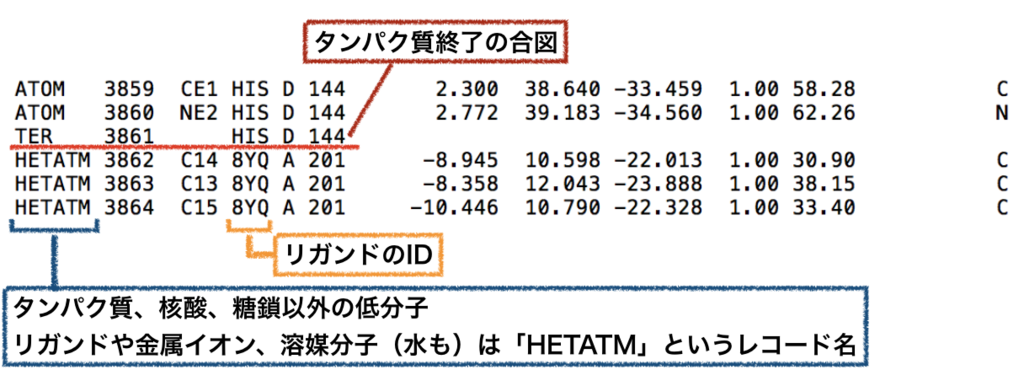 タンパク質終了の合図
ATOM 3859 CE1 HIS D 144 2.300 38.640 -33.459 1.00 58.28 C
ATOM 3860 NE2 HIS D 144 2.772 39.183 -34.560 1.00 62.26 N
TER 3861 HIS D 144
HETATM 3862 C14 8YQ A 201 -8.945 10.598 -22.013 1.00 30.90 C
HETATM 3863 C13 8YQ A 201 -8.358 12.043 -23.888 1.00 38.15 C
HETATM 3864 C15 8YQ A 201 -10.446 10.790 -22.328 1.00 33.40 C
リガンドのID
タンパク質、核酸、糖鎖以外の低分子
リガンドや金属イオン、溶媒分子（水も）は「HETATM」というレコード名